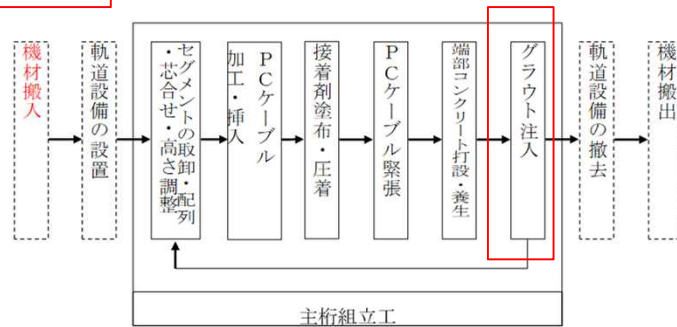 機材搬入
軌道設備の設置
セグメントの取卸・配列
・芯合せ・高さ調整
PCケーブル
加工・挿入
接着剤塗布・圧着
PCケーブル緊張
端部コンクリート打設・養生
グラウト注入
軌道設備の撤去
機材搬出
主桁組立工